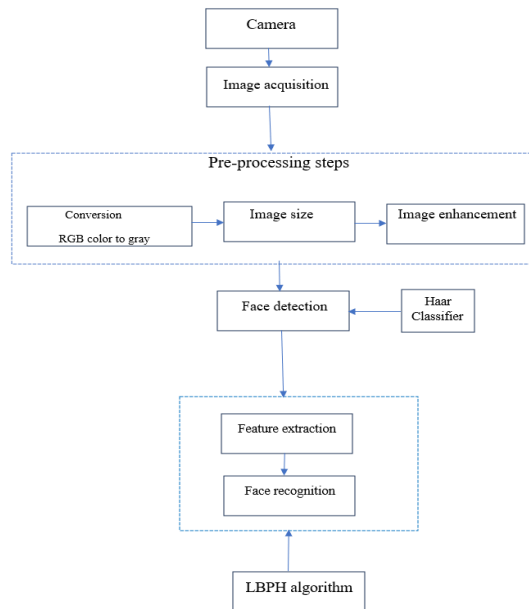 Camera
Image acquisition
Pre-processing steps
Conversion
RGB color to gray
Image size
Image enhancement
Face detection
Haar
Classifier
Feature extraction
Face recognition
LBPH algorithm